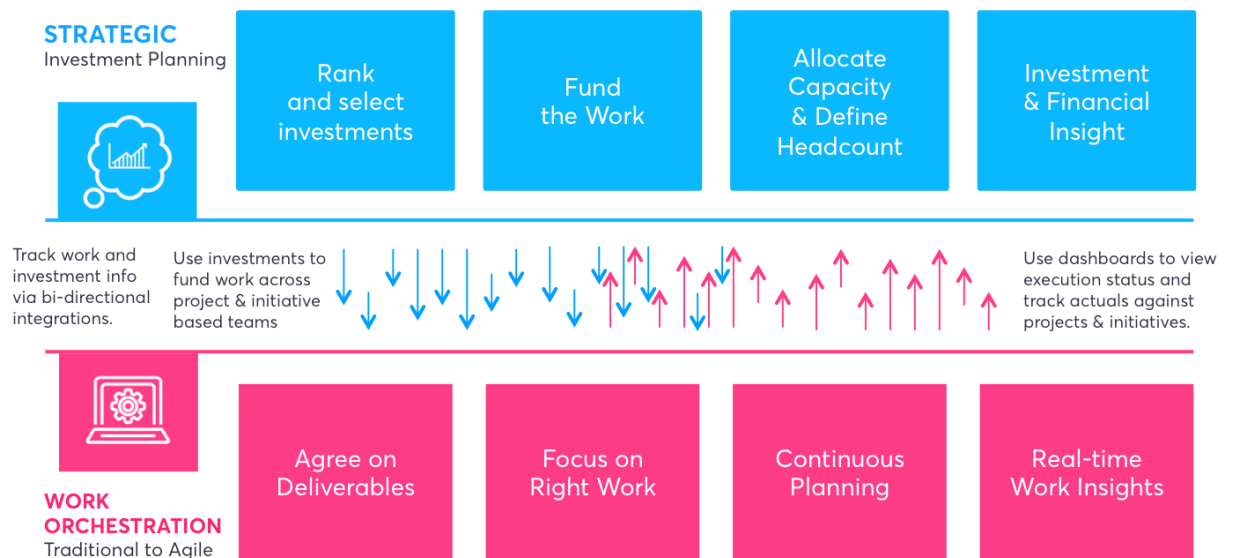 STRATEGIC
Investment Planning
Rank
and select
investments
Fund
the Work
Allocate
Capacity
& Define
Headcount
Investment
& Financial
Insight
Track work and
investment info
via bi-directional
integrations.
Use investments to
fund work across
project & initiative
based teams
Use dashboards to view
execution status and
track actuals against
projects & initiatives.
WORK
ORCHESTRATION
Traditional to Agile
Agree on
Deliverables
Focus on
Right Work
Continuous
Planning
Real-time
Work Insights